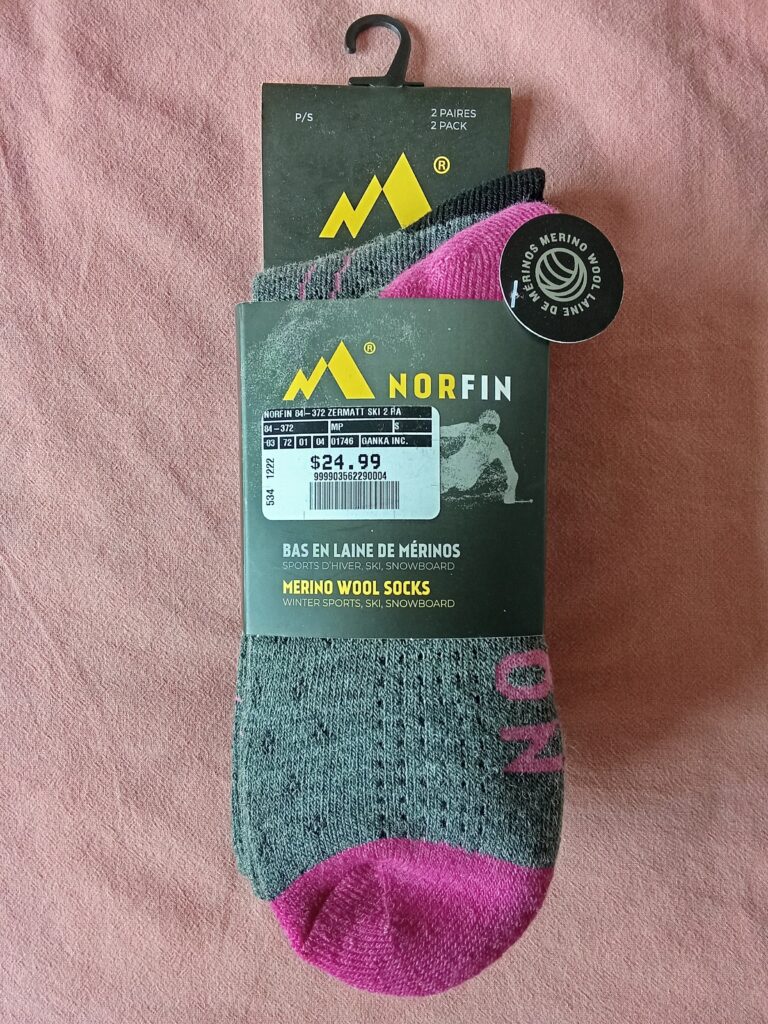 P/S
2 PAIRES
2 PACK
®
MERINO WOOL LAINE DE MÉRINOS
® NORFIN
NORFIN 84-372 ZERMATT SKI 2 PA
84-372 MP S
03 72 01 04 01746 GANKA INC.
534 1222
$24.99
999903562290004
BAS EN LAINE DE MÉRINOS
SPORTS D'HIVER, SKI, SNOWBOARD
MERINO WOOL SOCKS
WINTER SPORTS, SKI, SNOWBOARD
NO